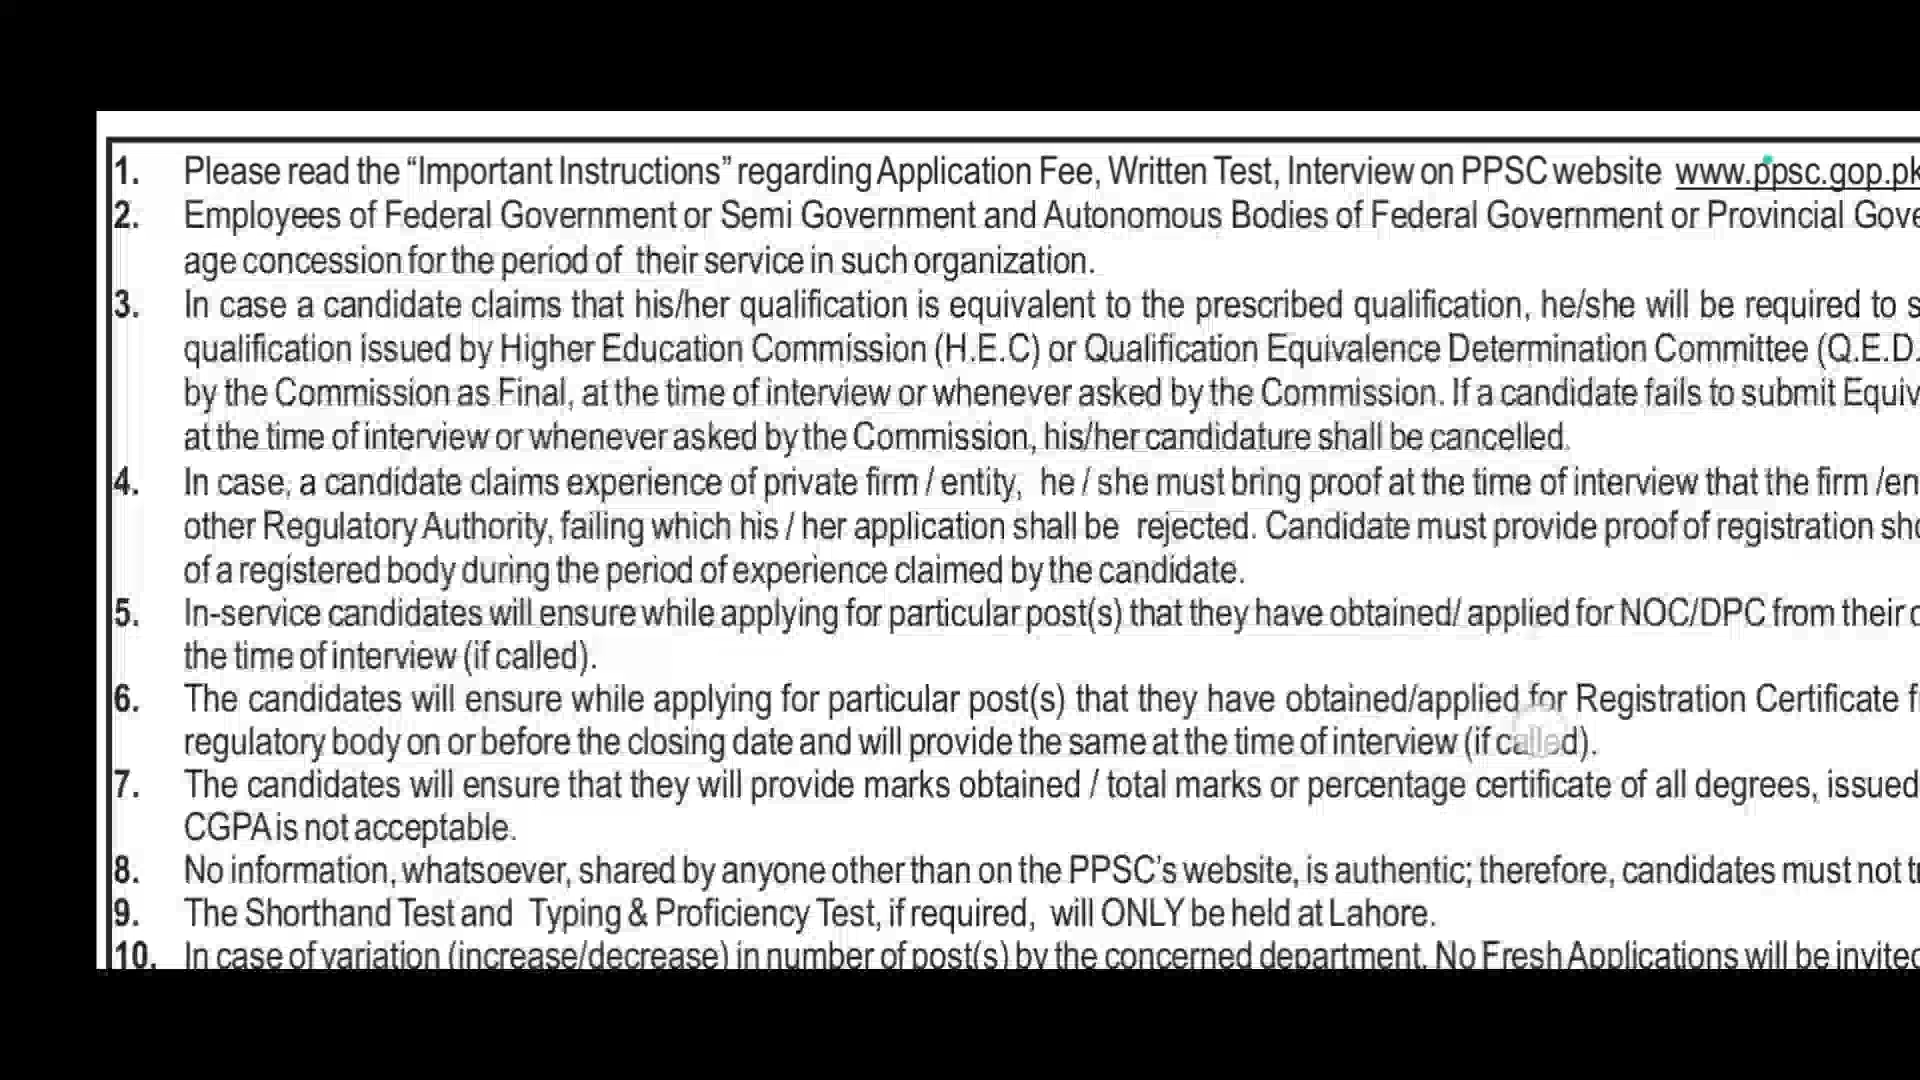 1. Please read the “Important Instructions” regarding Application Fee, Written Test, Interview on PPSC website www.ppsc.gop.pk
2. Employees of Federal Government or Semi Government and Autonomous Bodies of Federal Government or Provincial Gove
age concession for the period of their service in such organization.
3. In case a candidate claims that his/her qualification is equivalent to the prescribed qualification, he/she will be required to s
qualification issued by Higher Education Commission (H.E.C) or Qualification Equivalence Determination Committee (Q.E.D.
by the Commission as Final, at the time of interview or whenever asked by the Commission. If a candidate fails to submit Equiv
at the time of interview or whenever asked by the Commission, his/her candidature shall be cancelled.
4. In case, a candidate claims experience of private firm / entity, he / she must bring proof at the time of interview that the firm /en
other Regulatory Authority, failing which his / her application shall be rejected. Candidate must provide proof of registration sho
of a registered body during the period of experience claimed by the candidate.
5. In-service candidates will ensure while applying for particular post(s) that they have obtained/ applied for NOC/DPC from their
the time of interview (if called).
6. The candidates will ensure while applying for particular post(s) that they have obtained/applied for Registration Certificate f
regulatory body on or before the closing date and will provide the same at the time of interview (if called).
7. The candidates will ensure that they will provide marks obtained / total marks or percentage certificate of all degrees, issued
CGPA is not acceptable.
8. No information, whatsoever, shared by anyone other than on the PPSC’s website, is authentic; therefore, candidates must not t
9. The Shorthand Test and Typing & Proficiency Test, if required, will ONLY be held at Lahore.
10. In case of variation (increase/decrease) in number of post(s) by the concerned department, No Fresh Applications will be invited